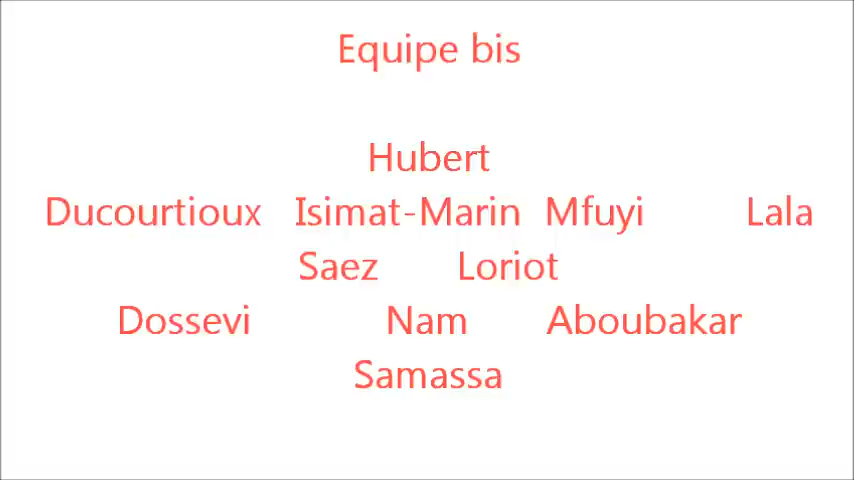 Equipe bis
Hubert
Ducourtioux Isimat-Marin Mfuyi Lala
Saez Loriot
Dossevi Nam Aboubakar
Samassa